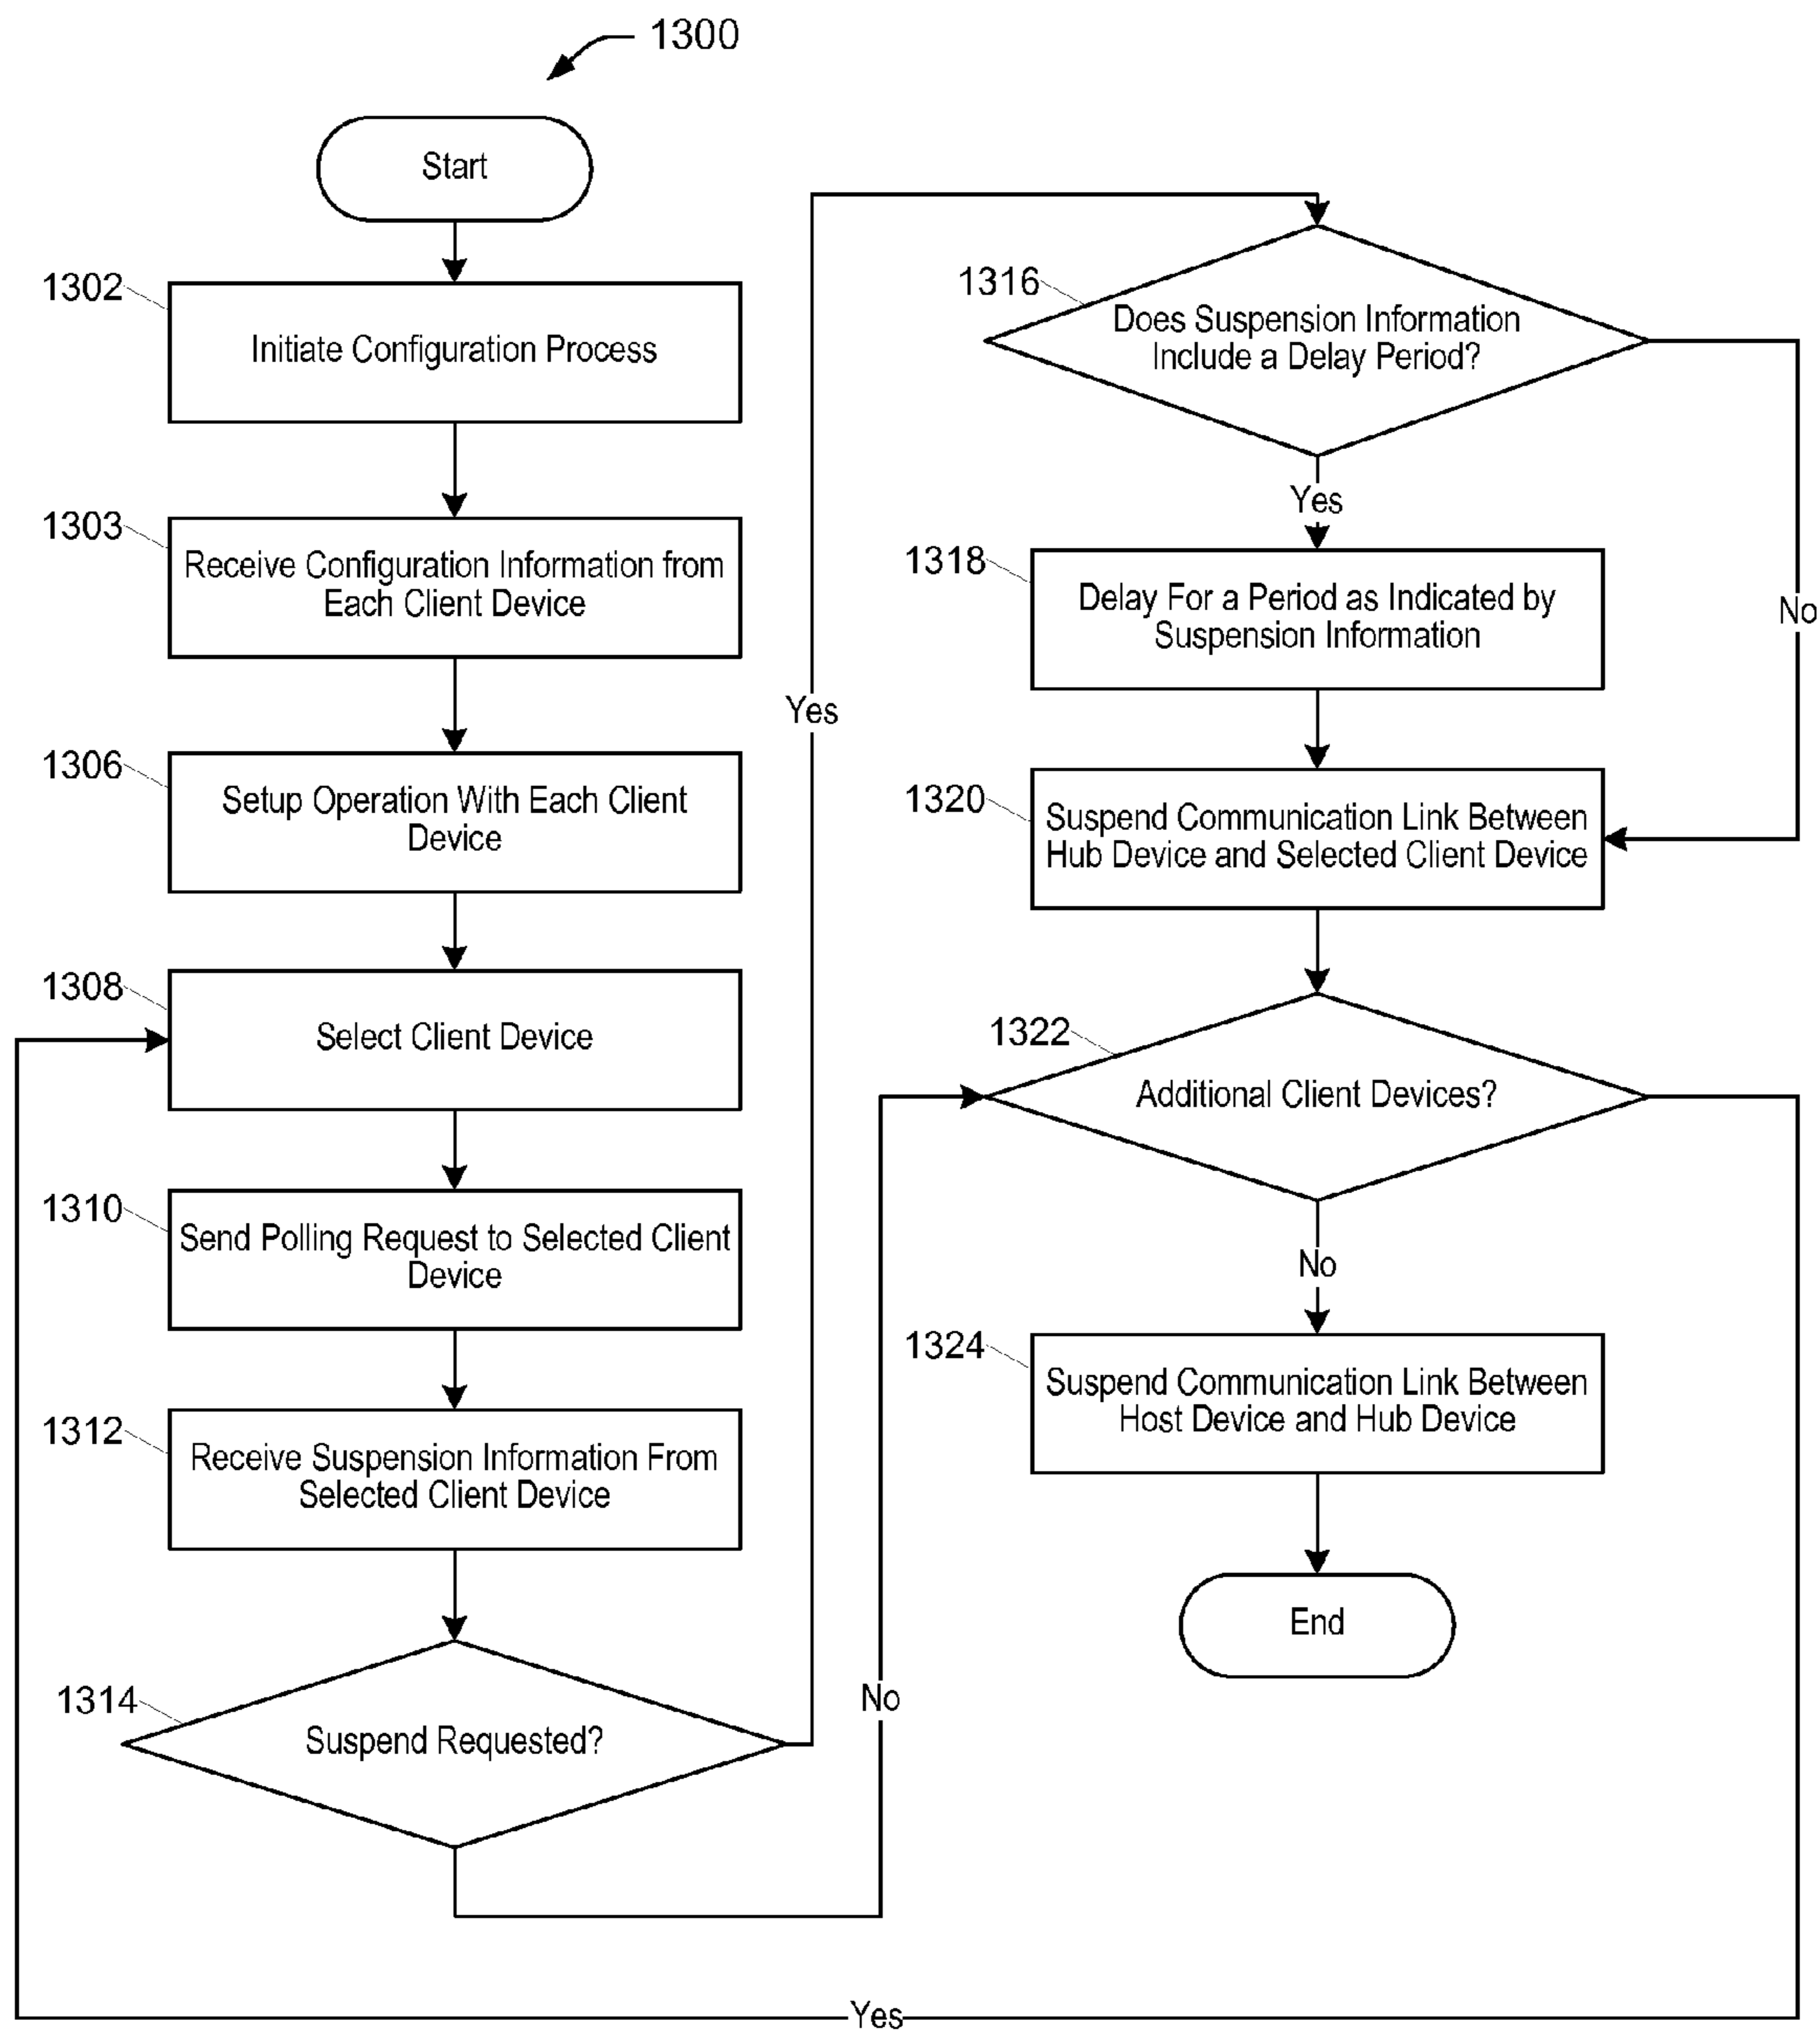 1300
Start
1302
Initiate Configuration Process
1303
Receive Configuration Information from
Each Client Device
1306
Setup Operation With Each Client
Device
1308
Select Client Device
1310
Send Polling Request to Selected Client
Device
1312
Receive Suspension Information From
Selected Client Device
1314
Suspend Requested?
Yes
No
1316
Does Suspension Information
Include a Delay Period?
Yes
No
1318
Delay For a Period as Indicated by
Suspension Information
1320
Suspend Communication Link Between
Hub Device and Selected Client Device
1322
Additional Client Devices?
No
Yes
1324
Suspend Communication Link Between
Host Device and Hub Device
End